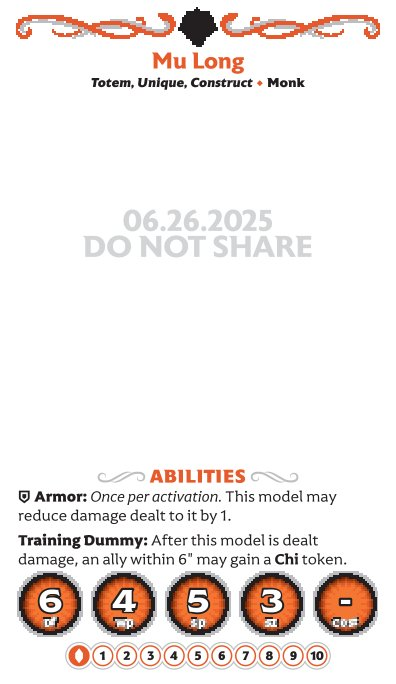 Mu Long
Totem, Unique, Construct ✦ Monk
06.26.2025
DO NOT SHARE
ABILITIES
Armor: Once per activation. This model may
reduce damage dealt to it by 1.
Training Dummy: After this model is dealt
damage, an ally within 6" may gain a Chi token.
6 4 5 3 -
Df Wp Sp Sz Cost
1 2 3 4 5 6 7 8 9 10